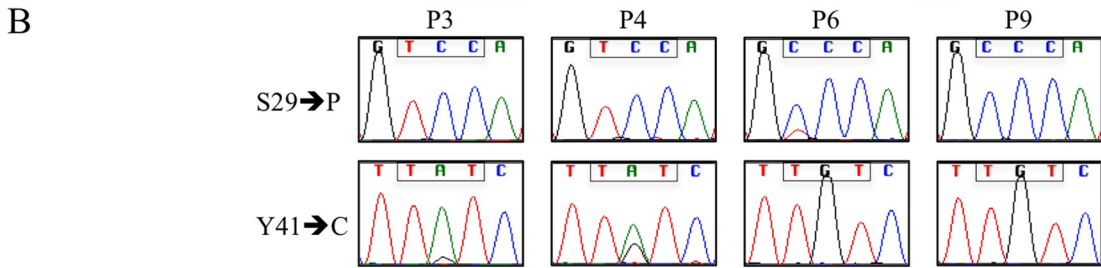 B
P3 P4 P6 P9
G T C C A G T C C A G C C C A G C C C A
S29➔P
T T A T C T T A T C T T G T C T T G T C
Y41➔C